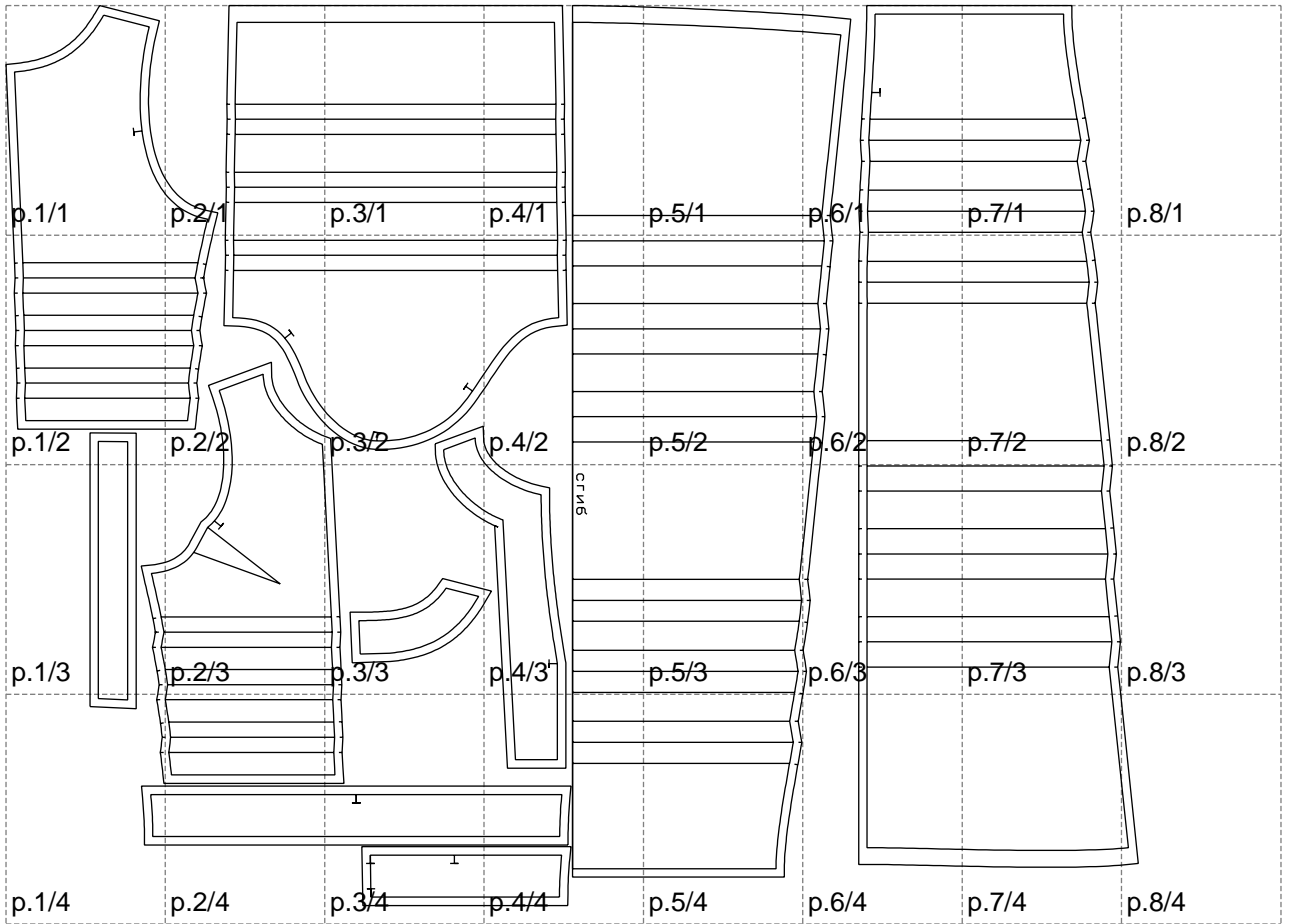 p.1/1 p.2/1 p.3/1 p.4/1 p.5/1 p.6/1 p.7/1 p.8/1
p.1/2 p.2/2 p.3/2 p.4/2 p.5/2 p.6/2 p.7/2 p.8/2
сгиб
p.1/3 p.2/3 p.3/3 p.4/3 p.5/3 p.6/3 p.7/3 p.8/3
p.1/4 p.2/4 p.3/4 p.4/4 p.5/4 p.6/4 p.7/4 p.8/4